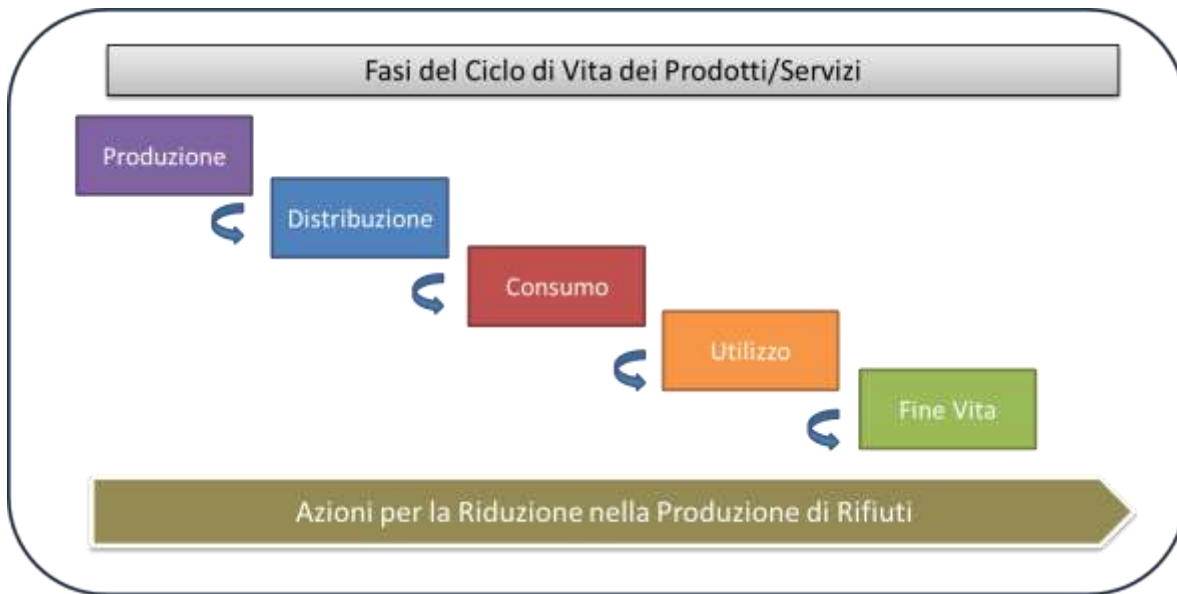 Fasi del Ciclo di Vita dei Prodotti/Servizi
Produzione
Distribuzione
Consumo
Utilizzo
Fine Vita
Azioni per la Riduzione nella Produzione di Rifiuti